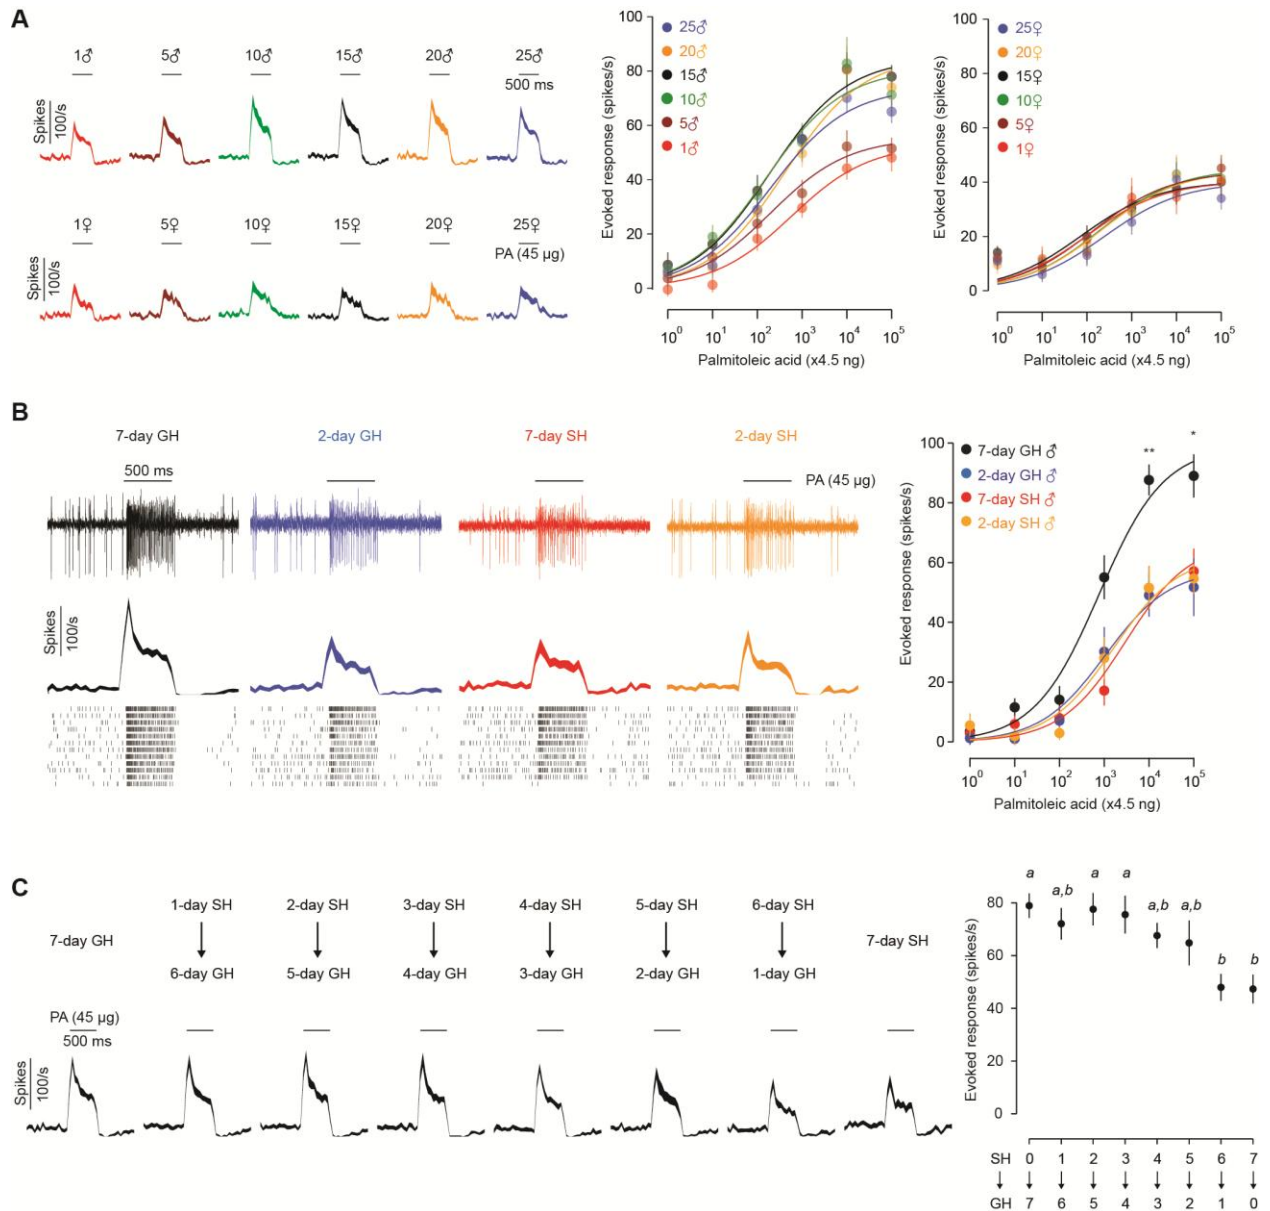 A
1♂ 5♂ 10♂ 15♂ 20♂ 25♂
500 ms
Spikes
100/s
1♀ 5♀ 10♀ 15♀ 20♀ 25♀
PA (45 µg)
Spikes
100/s
Evoked response (spikes/s)
100
80
60
40
20
0
25♂
20♂
15♂
10♂
5♂
1♂
10⁰ 10¹ 10² 10³ 10⁴ 10⁵
Palmitoleic acid (x4.5 ng)
Evoked response (spikes/s)
100
80
60
40
20
0
25♀
20♀
15♀
10♀
5♀
1♀
10⁰ 10¹ 10² 10³ 10⁴ 10⁵
Palmitoleic acid (x4.5 ng)
B
7-day GH 2-day GH 7-day SH 2-day SH
500 ms
PA (45 µg)
Spikes
100/s
Evoked response (spikes/s)
100
80
60
40
20
0
7-day GH ♂
2-day GH ♂
7-day SH ♂
2-day SH ♂
** *
10⁰ 10¹ 10² 10³ 10⁴ 10⁵
Palmitoleic acid (x4.5 ng)
C
1-day SH 2-day SH 3-day SH 4-day SH 5-day SH 6-day SH
7-day GH 7-day SH
6-day GH 5-day GH 4-day GH 3-day GH 2-day GH 1-day GH
PA (45 µg)
500 ms
Spikes
100/s
Evoked response (spikes/s)
80
60
40
20
0
a a,b a a a,b a,b b b
SH 0 1 2 3 4 5 6 7
GH 7 6 5 4 3 2 1 0